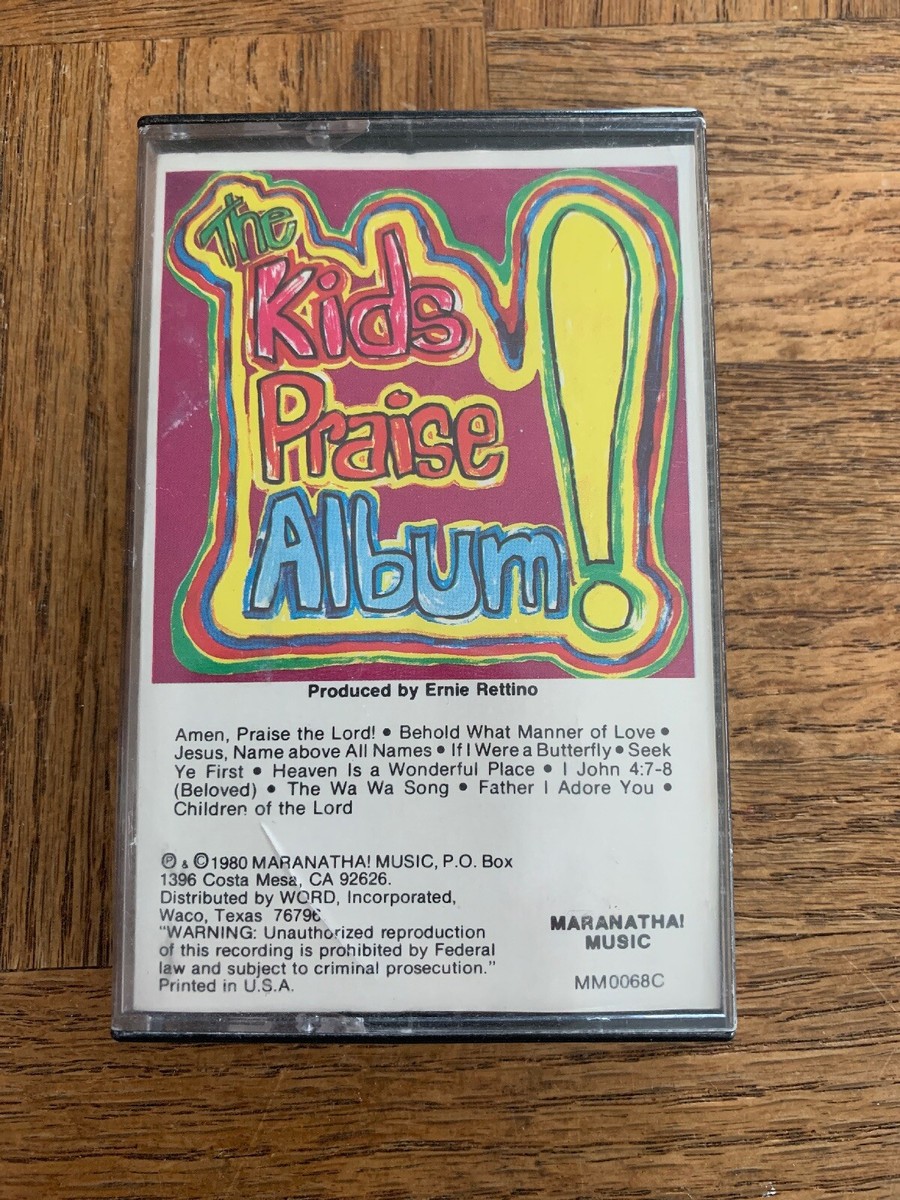 The
Kids
Praise
Album!
Produced by Ernie Rettino
Amen, Praise the Lord! • Behold What Manner of Love •
Jesus, Name above All Names • If I Were a Butterfly • Seek
Ye First • Heaven Is a Wonderful Place • I John 4:7-8
(Beloved) • The Wa Wa Song • Father I Adore You •
Children of the Lord
℗ & ©1980 MARANATHA! MUSIC, P.O. Box
1396 Costa Mesa, CA 92626.
Distributed by WORD, Incorporated,
Waco, Texas 76796
"WARNING: Unauthorized reproduction
of this recording is prohibited by Federal
law and subject to criminal prosecution."
Printed in U.S.A.
MARANATHA!
MUSIC
MM0068C